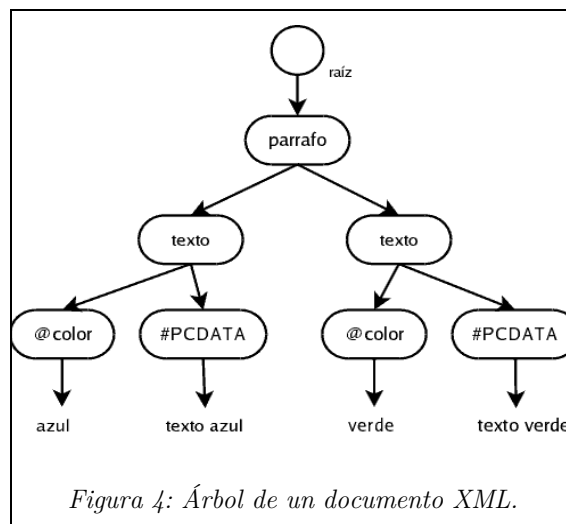 raíz
parrafo
texto texto
@color #PCDATA @color #PCDATA
azul texto azul verde texto verde
Figura 4: Árbol de un documento XML.